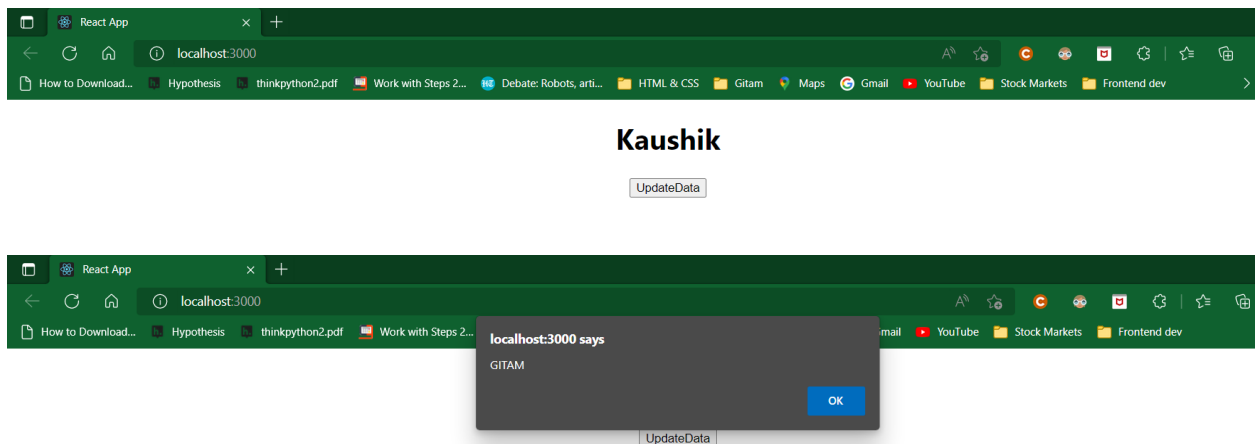 React App
localhost:3000
How to Download... Hypothesis thinkpython2.pdf Work with Steps 2... Debate: Robots, arti... HTML & CSS Gitam Maps Gmail YouTube Stock Markets Frontend dev
Kaushik
UpdateData
React App
localhost:3000
How to Download... Hypothesis thinkpython2.pdf Work with Steps 2... mail YouTube Stock Markets Frontend dev
localhost:3000 says
GITAM
OK
UpdateData